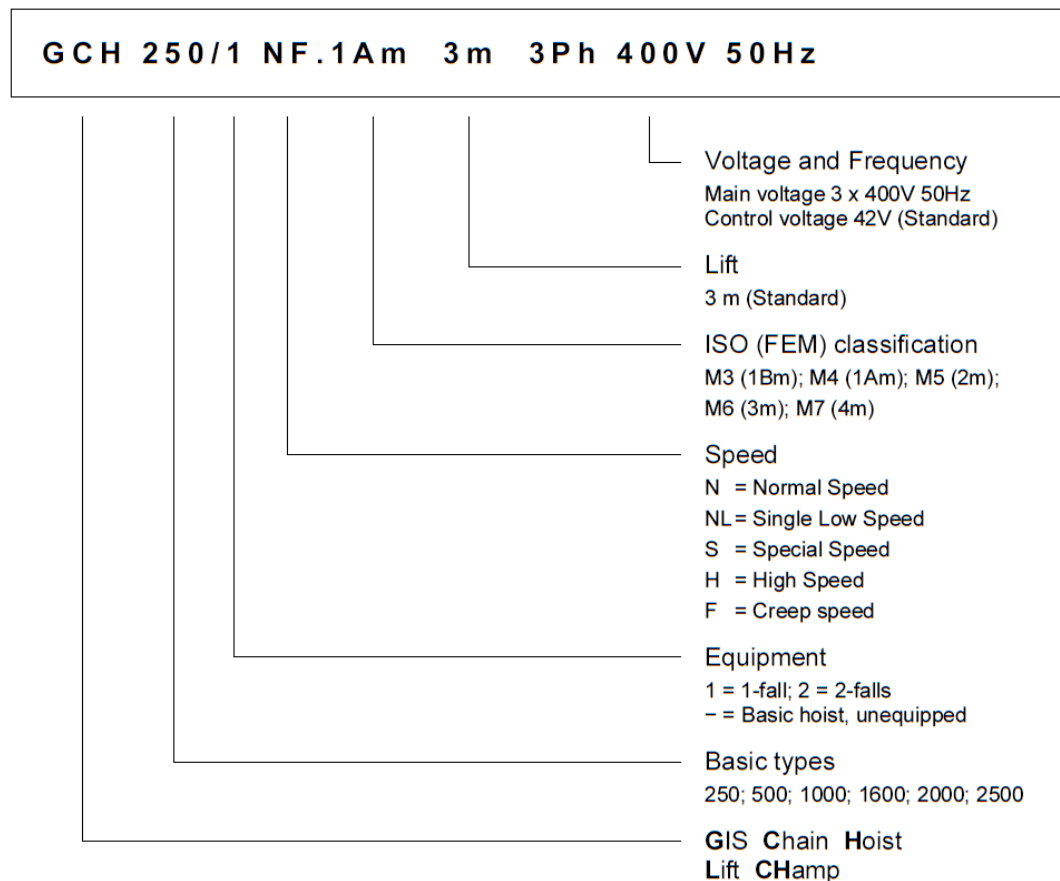 GCH 250/1 NF.1Am 3m 3Ph 400V 50Hz
Voltage and Frequency
Main voltage 3 x 400V 50Hz
Control voltage 42V (Standard)
Lift
3 m (Standard)
ISO (FEM) classification
M3 (1Bm); M4 (1Am); M5 (2m);
M6 (3m); M7 (4m)
Speed
N = Normal Speed
NL = Single Low Speed
S = Special Speed
H = High Speed
F = Creep speed
Equipment
1 = 1-fall; 2 = 2-falls
− = Basic hoist, unequipped
Basic types
250; 500; 1000; 1600; 2000; 2500
GIS Chain Hoist
Lift CHamp